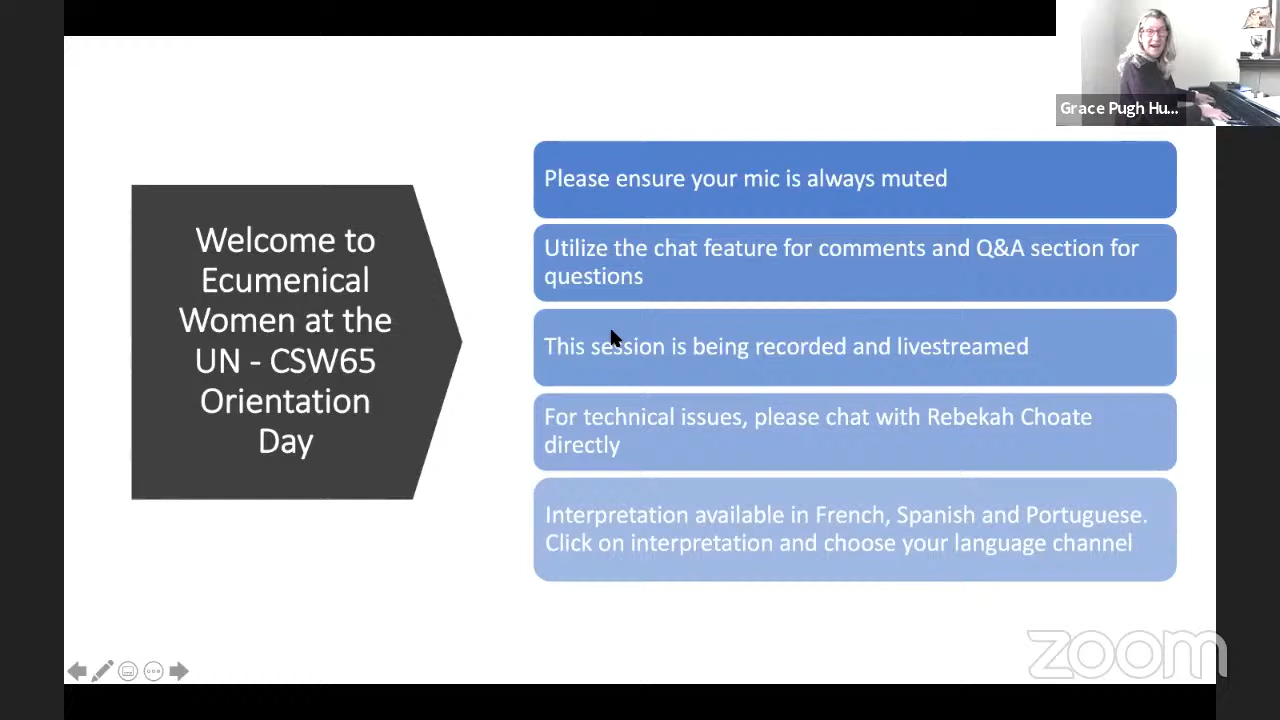 Grace Pugh Hu...
Welcome to
Ecumenical
Women at the
UN - CSW65
Orientation
Day
Please ensure your mic is always muted
Utilize the chat feature for comments and Q&A section for
questions
This session is being recorded and livestreamed
For technical issues, please chat with Rebekah Choate
directly
Interpretation available in French, Spanish and Portuguese.
Click on interpretation and choose your language channel
zoom